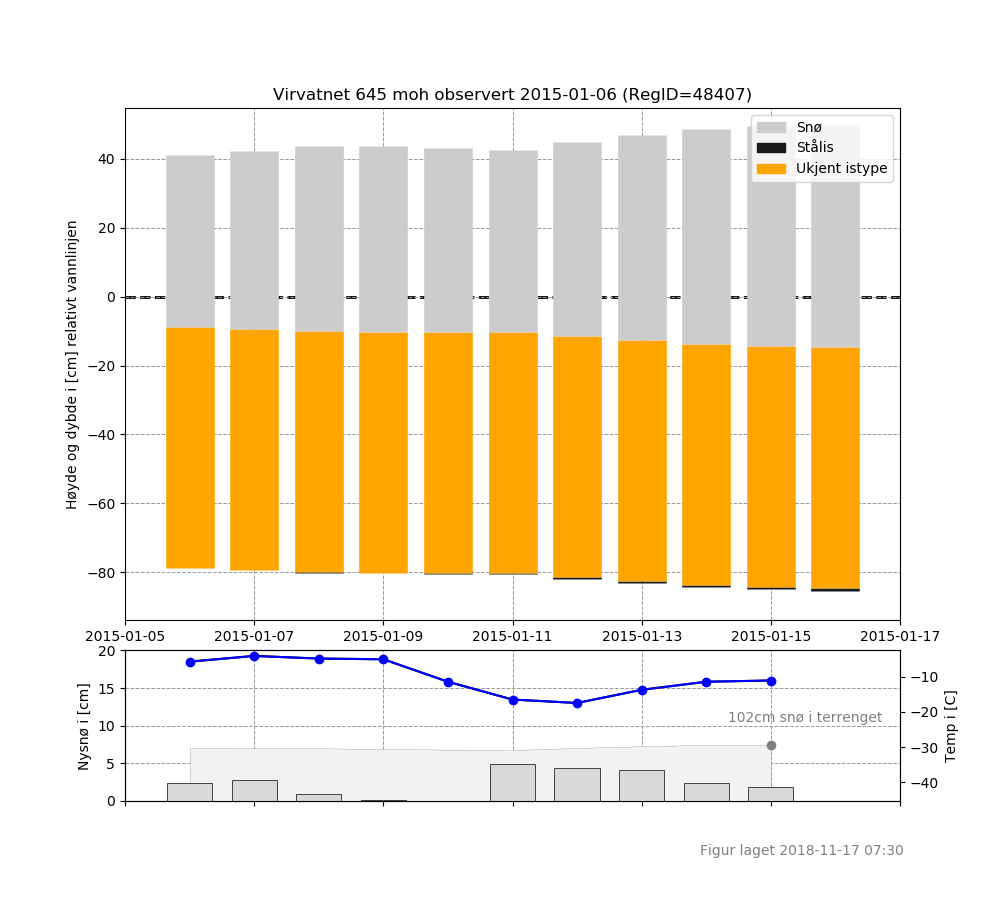 Virvatnet 645 moh observert 2015-01-06 (RegID=48407)
Snø
Stålis
Ukjent istype
Høyde og dybde i [cm] relativt vannlinjen
40
20
0
−20
−40
−60
−80
2015-01-05 2015-01-07 2015-01-09 2015-01-11 2015-01-13 2015-01-15 2015-01-17
Nysnø i [cm]
20
15
10
5
0
102cm snø i terrenget
−10
−20
−30
−40
Temp i [C]
Figur laget 2018-11-17 07:30